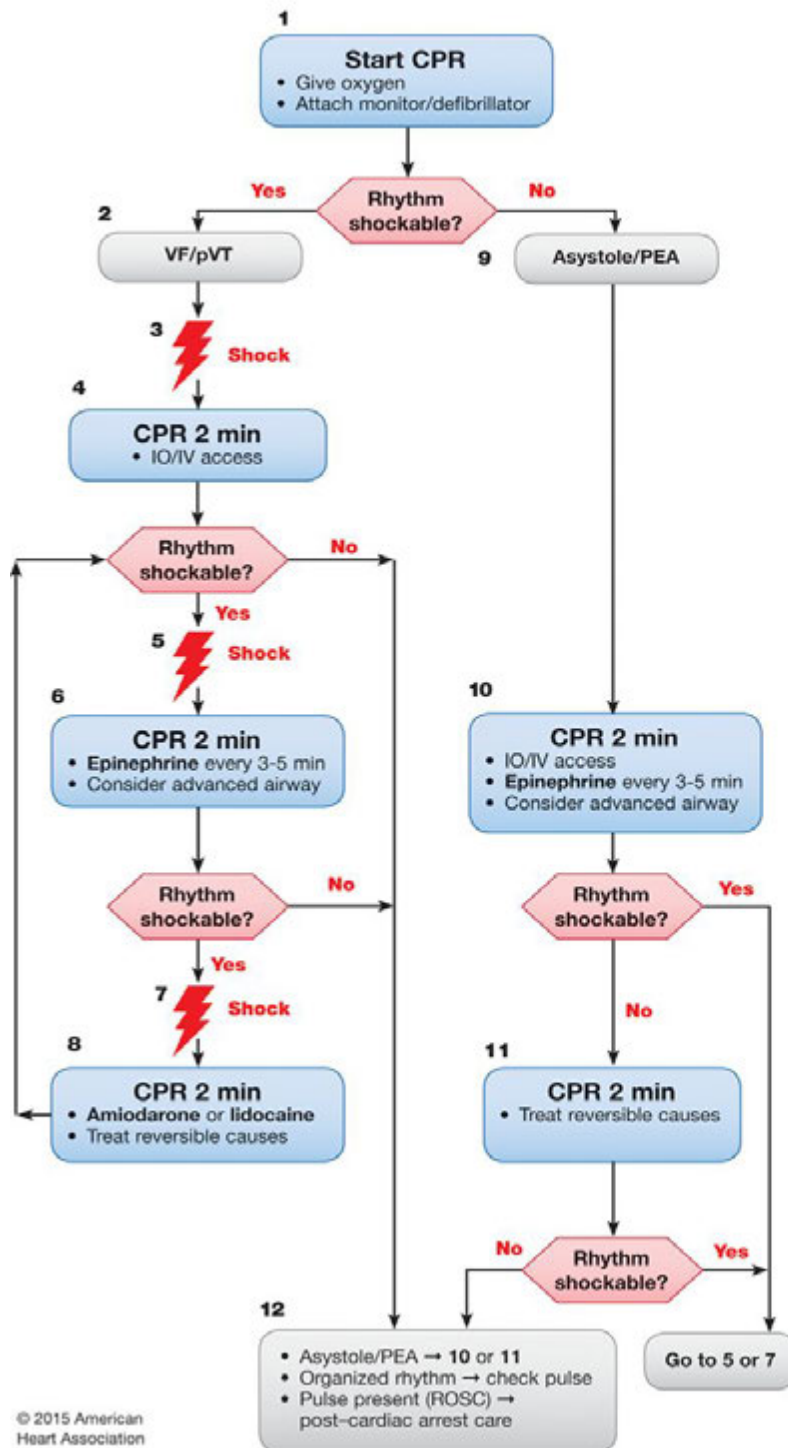 1
Start CPR
• Give oxygen
• Attach monitor/defibrillator
Yes
Rhythm
shockable?
No
2
VF/pVT
9
Asystole/PEA
3
Shock
4
CPR 2 min
• IO/IV access
Rhythm
shockable?
No
Yes
5
Shock
6
CPR 2 min
• Epinephrine every 3-5 min
• Consider advanced airway
10
CPR 2 min
• IO/IV access
• Epinephrine every 3-5 min
• Consider advanced airway
Rhythm
shockable?
No
Yes
Rhythm
shockable?
Yes
No
7
Shock
8
CPR 2 min
• Amiodarone or lidocaine
• Treat reversible causes
11
CPR 2 min
• Treat reversible causes
No
Rhythm
shockable?
Yes
12
• Asystole/PEA → 10 or 11
• Organized rhythm → check pulse
• Pulse present (ROSC) →
post–cardiac arrest care
Go to 5 or 7
© 2015 American
Heart Association